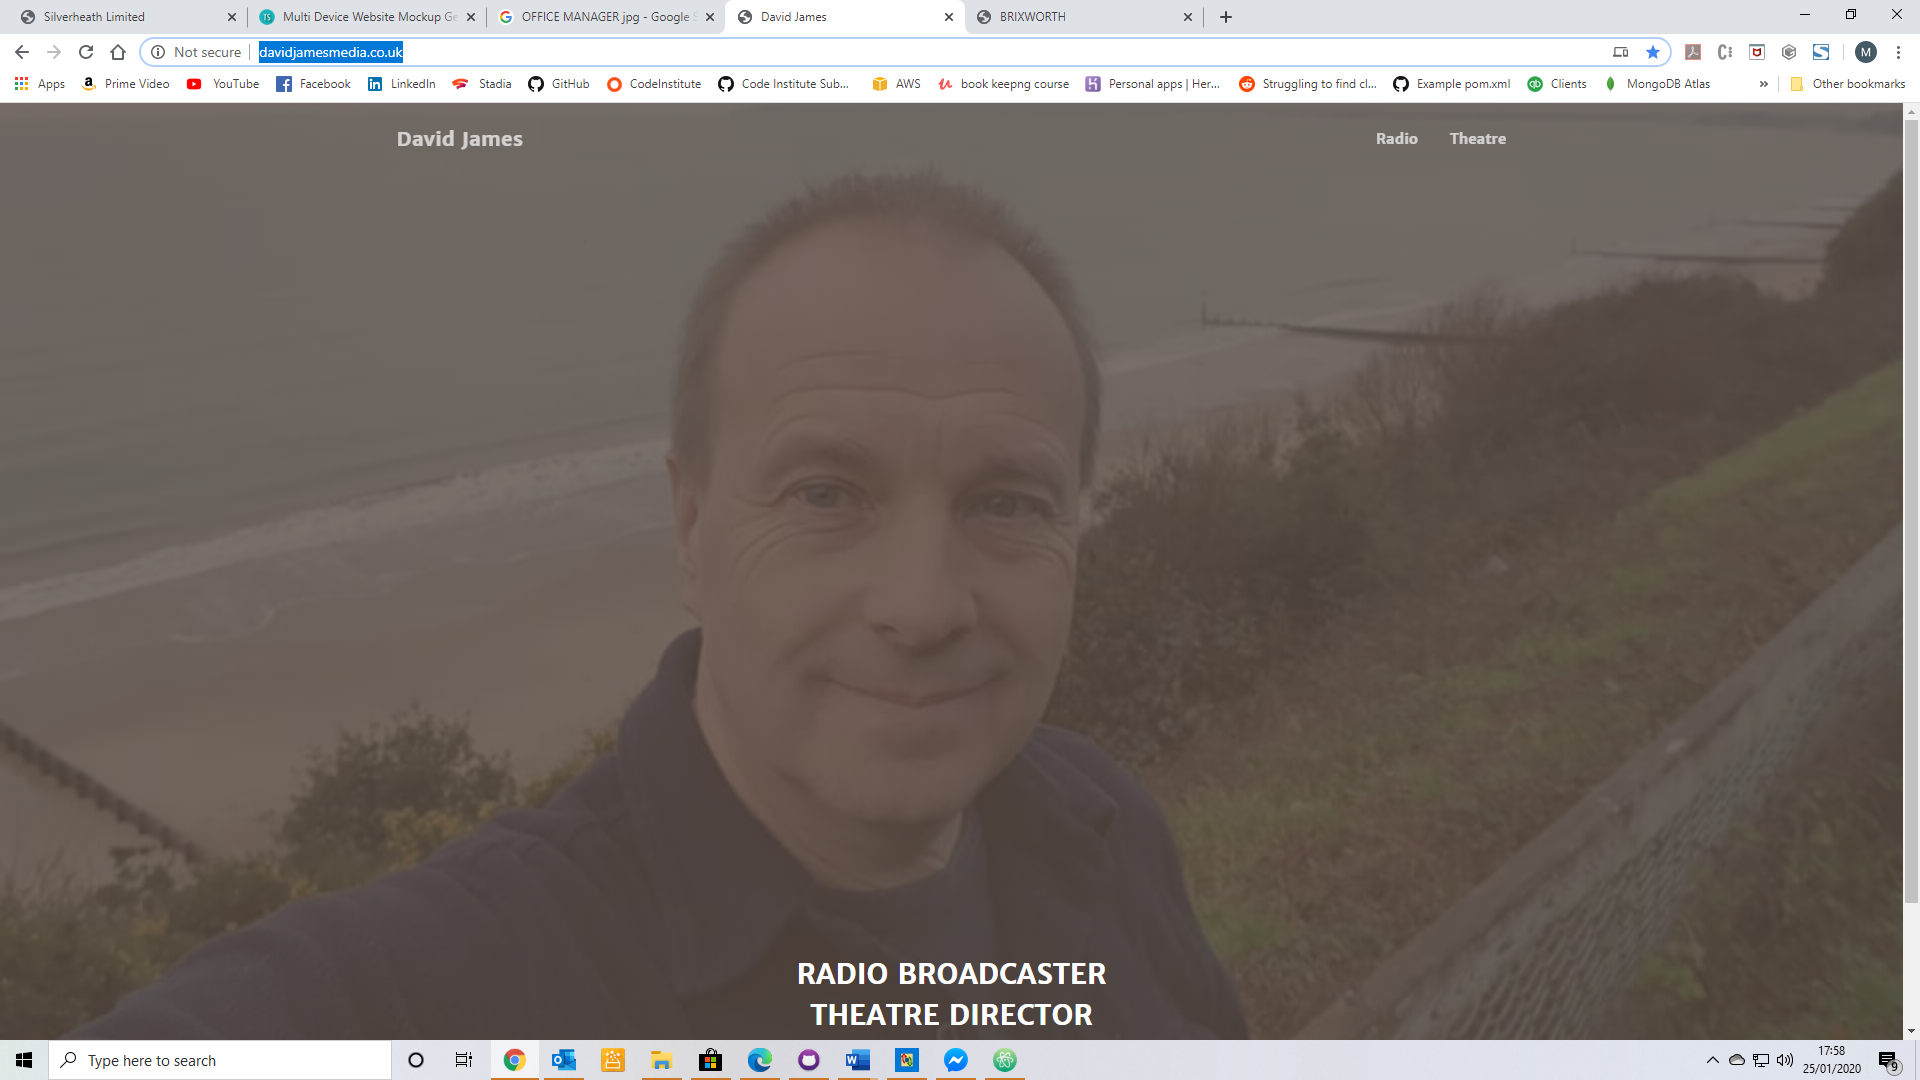 Silverheath Limited
Multi Device Website Mockup Ge
OFFICE MANAGER jpg - Google S
David James
BRIXWORTH
Not secure
davidjamesmedia.co.uk
M
Apps
Prime Video
YouTube
Facebook
LinkedIn
Stadia
GitHub
CodeInstitute
Code Institute Sub...
AWS
book keepng course
Personal apps | Her...
Struggling to find cl...
Example pom.xml
Clients
MongoDB Atlas
»
Other bookmarks
David James
Radio
Theatre
RADIO BROADCASTER
THEATRE DIRECTOR
Type here to search
17:58
25/01/2020
9